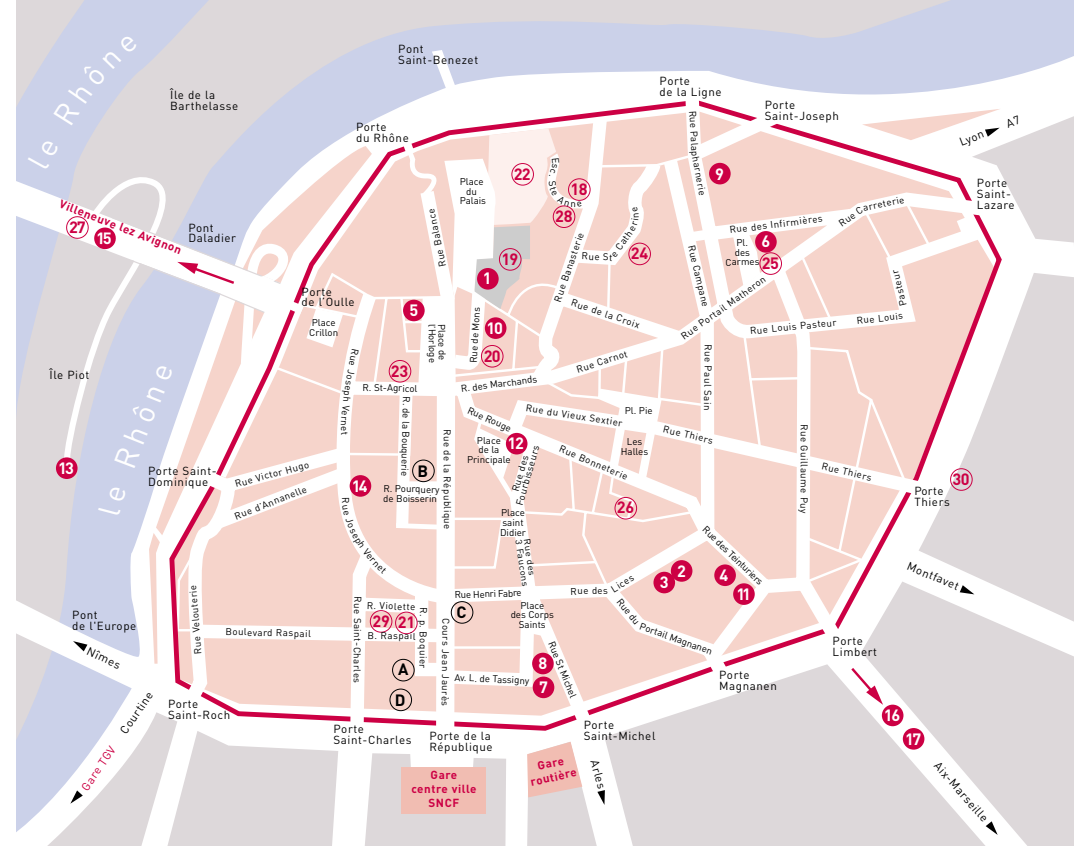 le Rhône
Île de la
Barthelasse
Pont
Saint-Benezet
Porte
de la Ligne
Porte
Saint-Joseph
Lyon
A7
Porte
du Rhône
Porte
Saint-
Lazare
Villeneuve lez Avignon
27
15
Pont
Daladier
Place
du
Palais
22
Esc. Ste Anne
18
28
Rue Palapharnerie
9
Rue Balance
19
1
Rue Banasterie
Rue Ste Catherine
24
Rue des Infirmières
Rue Carreterie
6
Pl.
des
Carmes
25
Rue Campane
Pasteur
Porte
de l'Oulle
Place
Crillon
5
Place de
l'Horloge
Rue de Mons
10
20
Rue de la Croix
Rue Portail Matheron
Rue Louis Pasteur
Rue Louis
Île Piot
le Rhône
Rue Joseph Vernet
23
R. St-Agricol
R. des Marchands
Rue Carnot
Rue Paul Sain
R. de la Bouquerie
Rue Rouge
Rue du Vieux Sextier
Pl. Pie
Rue Thiers
Les
Halles
12
Place
de la
Principale
Rue des
Fourbisseurs
Rue Bonneterie
Rue Guillaume Puy
Rue Thiers
30
Porte
Thiers
13
Porte Saint-
Dominique
Rue Victor Hugo
Rue d'Annanelle
14
B
R. Pourquery
de Boisserin
Rue de la République
26
Place
saint
Didier
Rue des
3 Faucons
Rue Joseph Vernet
Rue des Teinturiers
2
3
4
11
Montfavet
Rue Henri Fabre
Rue des Lices
Pont
de l'Europe
Nîmes
Rue Velouterie
Boulevard Raspail
Rue Saint-Charles
R. Violette
29
21
B. Raspail
R. p. Boquier
C
Cours Jean Jaurès
Place
des Corps
Saints
Rue du Portail Magnanen
Porte
Limbert
A
D
Av. L. de Tassigny
8
7
Rue St Michel
Porte
Magnanen
16
17
Aix-Marseille
Courtine
Gare TGV
Porte
Saint-Roch
Porte
Saint-Charles
Porte de la
République
Porte
Saint-Michel
Gare
centre ville
SNCF
Gare
routière
Arles